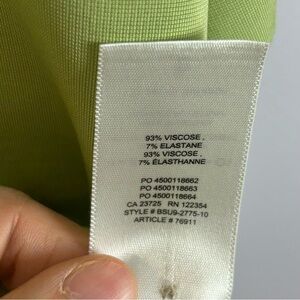 93% VISCOSE .
7% ELASTANE
93% VISCOSE .
7% ÉLASTHANNE
PO 4500118662
PO 4500118663
PO 4500118664
CA 23725 RN 122354
STYLE # BSU9-2775-10
ARTICLE # 76911